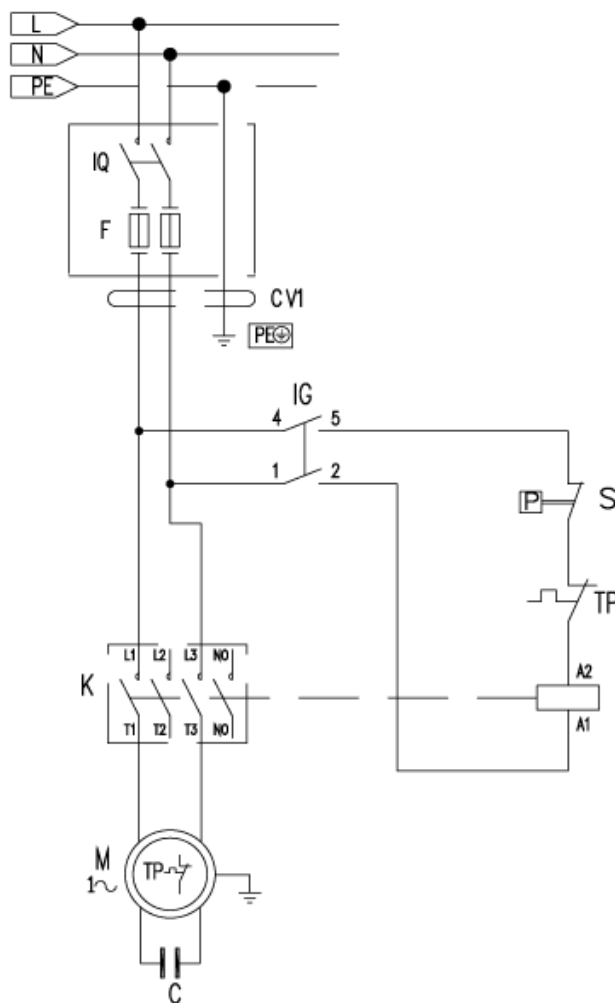 L
N
PE
IQ
F
CV1
PE
IG
4 5
1 2
P S
TP
L1 L2 L3 NO
K
A2
T1 T2 T3 NO
A1
M
1~
TP
C